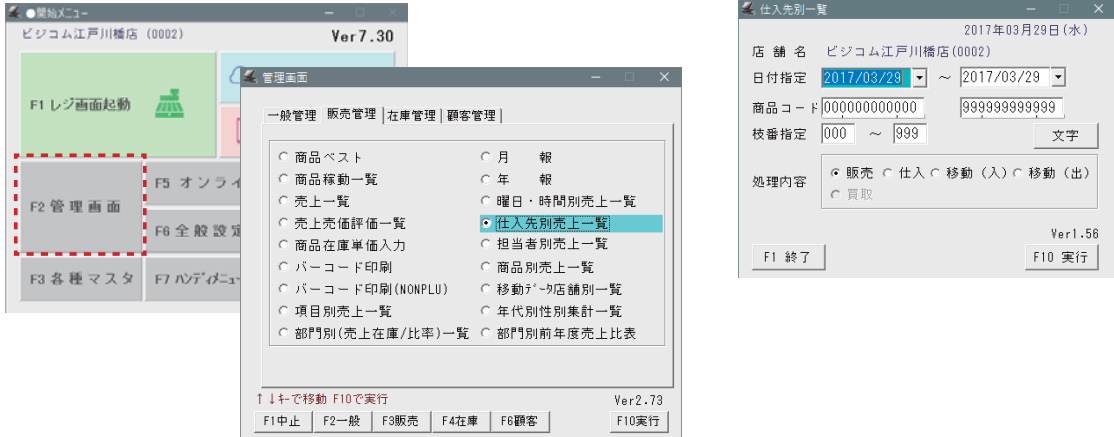 ●開始メニュー
ビジコム江戸川橋店 (0002)
Ver7.30
F1 レジ画面起動
F2 管理画面
F5 オンライ
F6 全般設定
F3 各種マスタ
F7 ハンディメニュー
管理画面
一般管理 販売管理 在庫管理 顧客管理
商品ベスト
商品稼動一覧
売上一覧
売上売価評価一覧
商品在庫単価入力
バーコード印刷
バーコード印刷(NONPLU)
項目別売上一覧
部門別(売上在庫/比率)一覧
月 報
年 報
曜日・時間別売上一覧
仕入先別売上一覧
担当者別売上一覧
商品別売上一覧
移動ﾃﾞｰﾀ店舗別一覧
年代別性別集計一覧
部門別前年度売上比表
↑↓ｷｰで移動 F10で実行
Ver2.73
F1中止 F2一般 F3販売 F4在庫 F6顧客 F10実行
仕入先別一覧
2017年03月29日(水)
店舗名 ビジコム江戸川橋店(0002)
日付指定 2017/03/29 ～ 2017/03/29
商品コード 000000000000 999999999999
枝番指定 000 ～ 999 文字
処理内容 販売 仕入 移動 (入) 移動 (出)
買取
Ver1.56
F1 終了 F10 実行